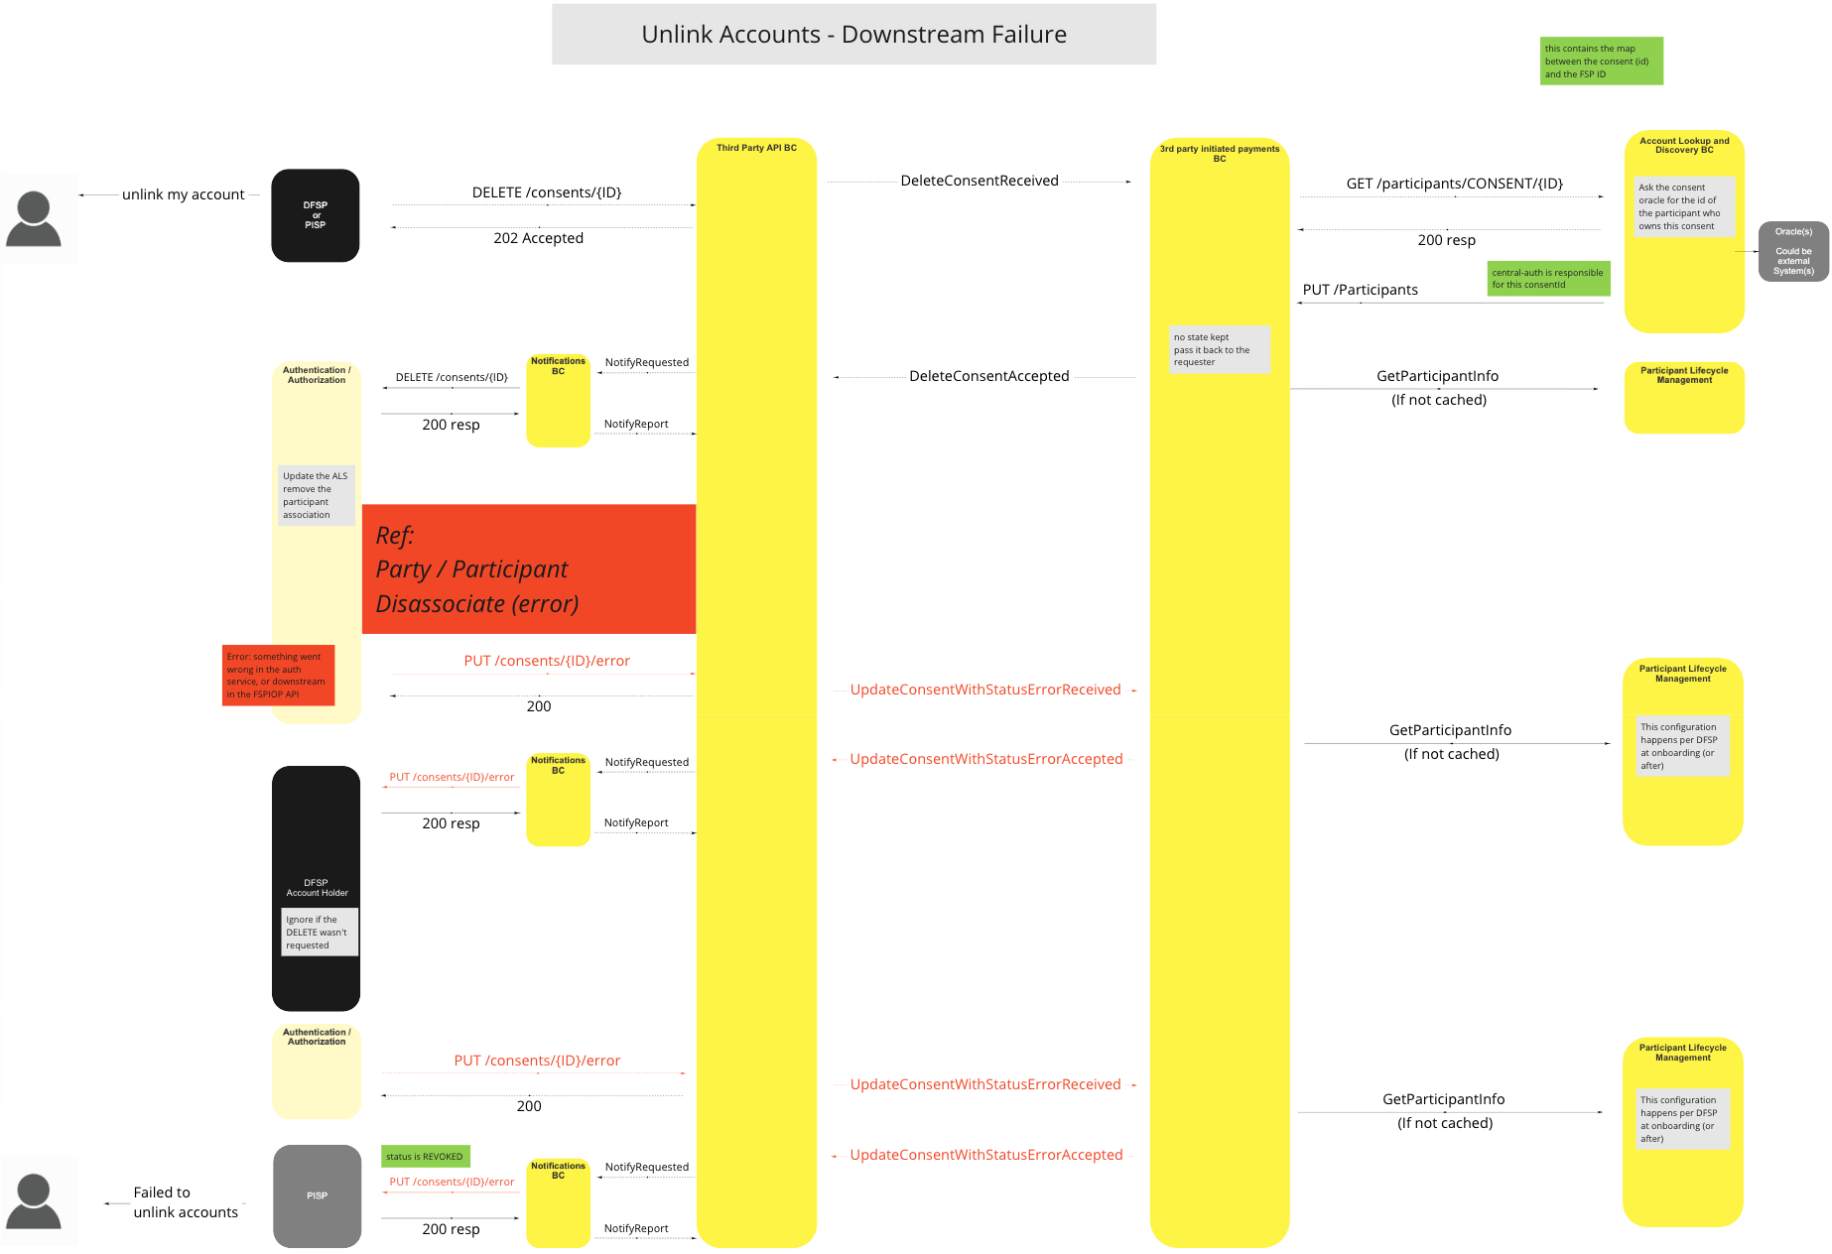 Unlink Accounts - Downstream Failure
this contains the map
between the consent (id)
and the FSP ID
Third Party API BC
3rd party initiated payments
BC
Account Lookup and
Discovery BC
unlink my account
DFSP
or
PISP
DELETE /consents/{ID}
202 Accepted
DeleteConsentReceived
GET /participants/CONSENT/{ID}
200 resp
Ask the consent
oracle for the id of
the participant who
owns this consent
Oracle(s)
Could be
external
System(s)
central-auth is responsible
for this consentId
PUT /Participants
no state kept
pass it back to the
requester
Authentication /
Authorization
DELETE /consents/{ID}
200 resp
Notifications
BC
NotifyRequested
NotifyReport
DeleteConsentAccepted
GetParticipantInfo
(If not cached)
Participant Lifecycle
Management
Update the ALS
remove the
participant
association
Ref:
Party / Participant
Disassociate (error)
Error: something went
wrong in the auth
service, or downstream
in the FSPIOP API
PUT /consents/{ID}/error
200
UpdateConsentWithStatusErrorReceived
Participant Lifecycle
Management
This configuration
happens per DFSP
at onboarding (or
after)
GetParticipantInfo
(If not cached)
UpdateConsentWithStatusErrorAccepted
Notifications
BC
NotifyRequested
PUT /consents/{ID}/error
200 resp
NotifyReport
DFSP
Account Holder
Ignore if the
DELETE wasn't
requested
Authentication /
Authorization
PUT /consents/{ID}/error
200
UpdateConsentWithStatusErrorReceived
GetParticipantInfo
(If not cached)
Participant Lifecycle
Management
This configuration
happens per DFSP
at onboarding (or
after)
UpdateConsentWithStatusErrorAccepted
status is REVOKED
Notifications
BC
NotifyRequested
PUT /consents/{ID}/error
200 resp
NotifyReport
PISP
Failed to
unlink accounts